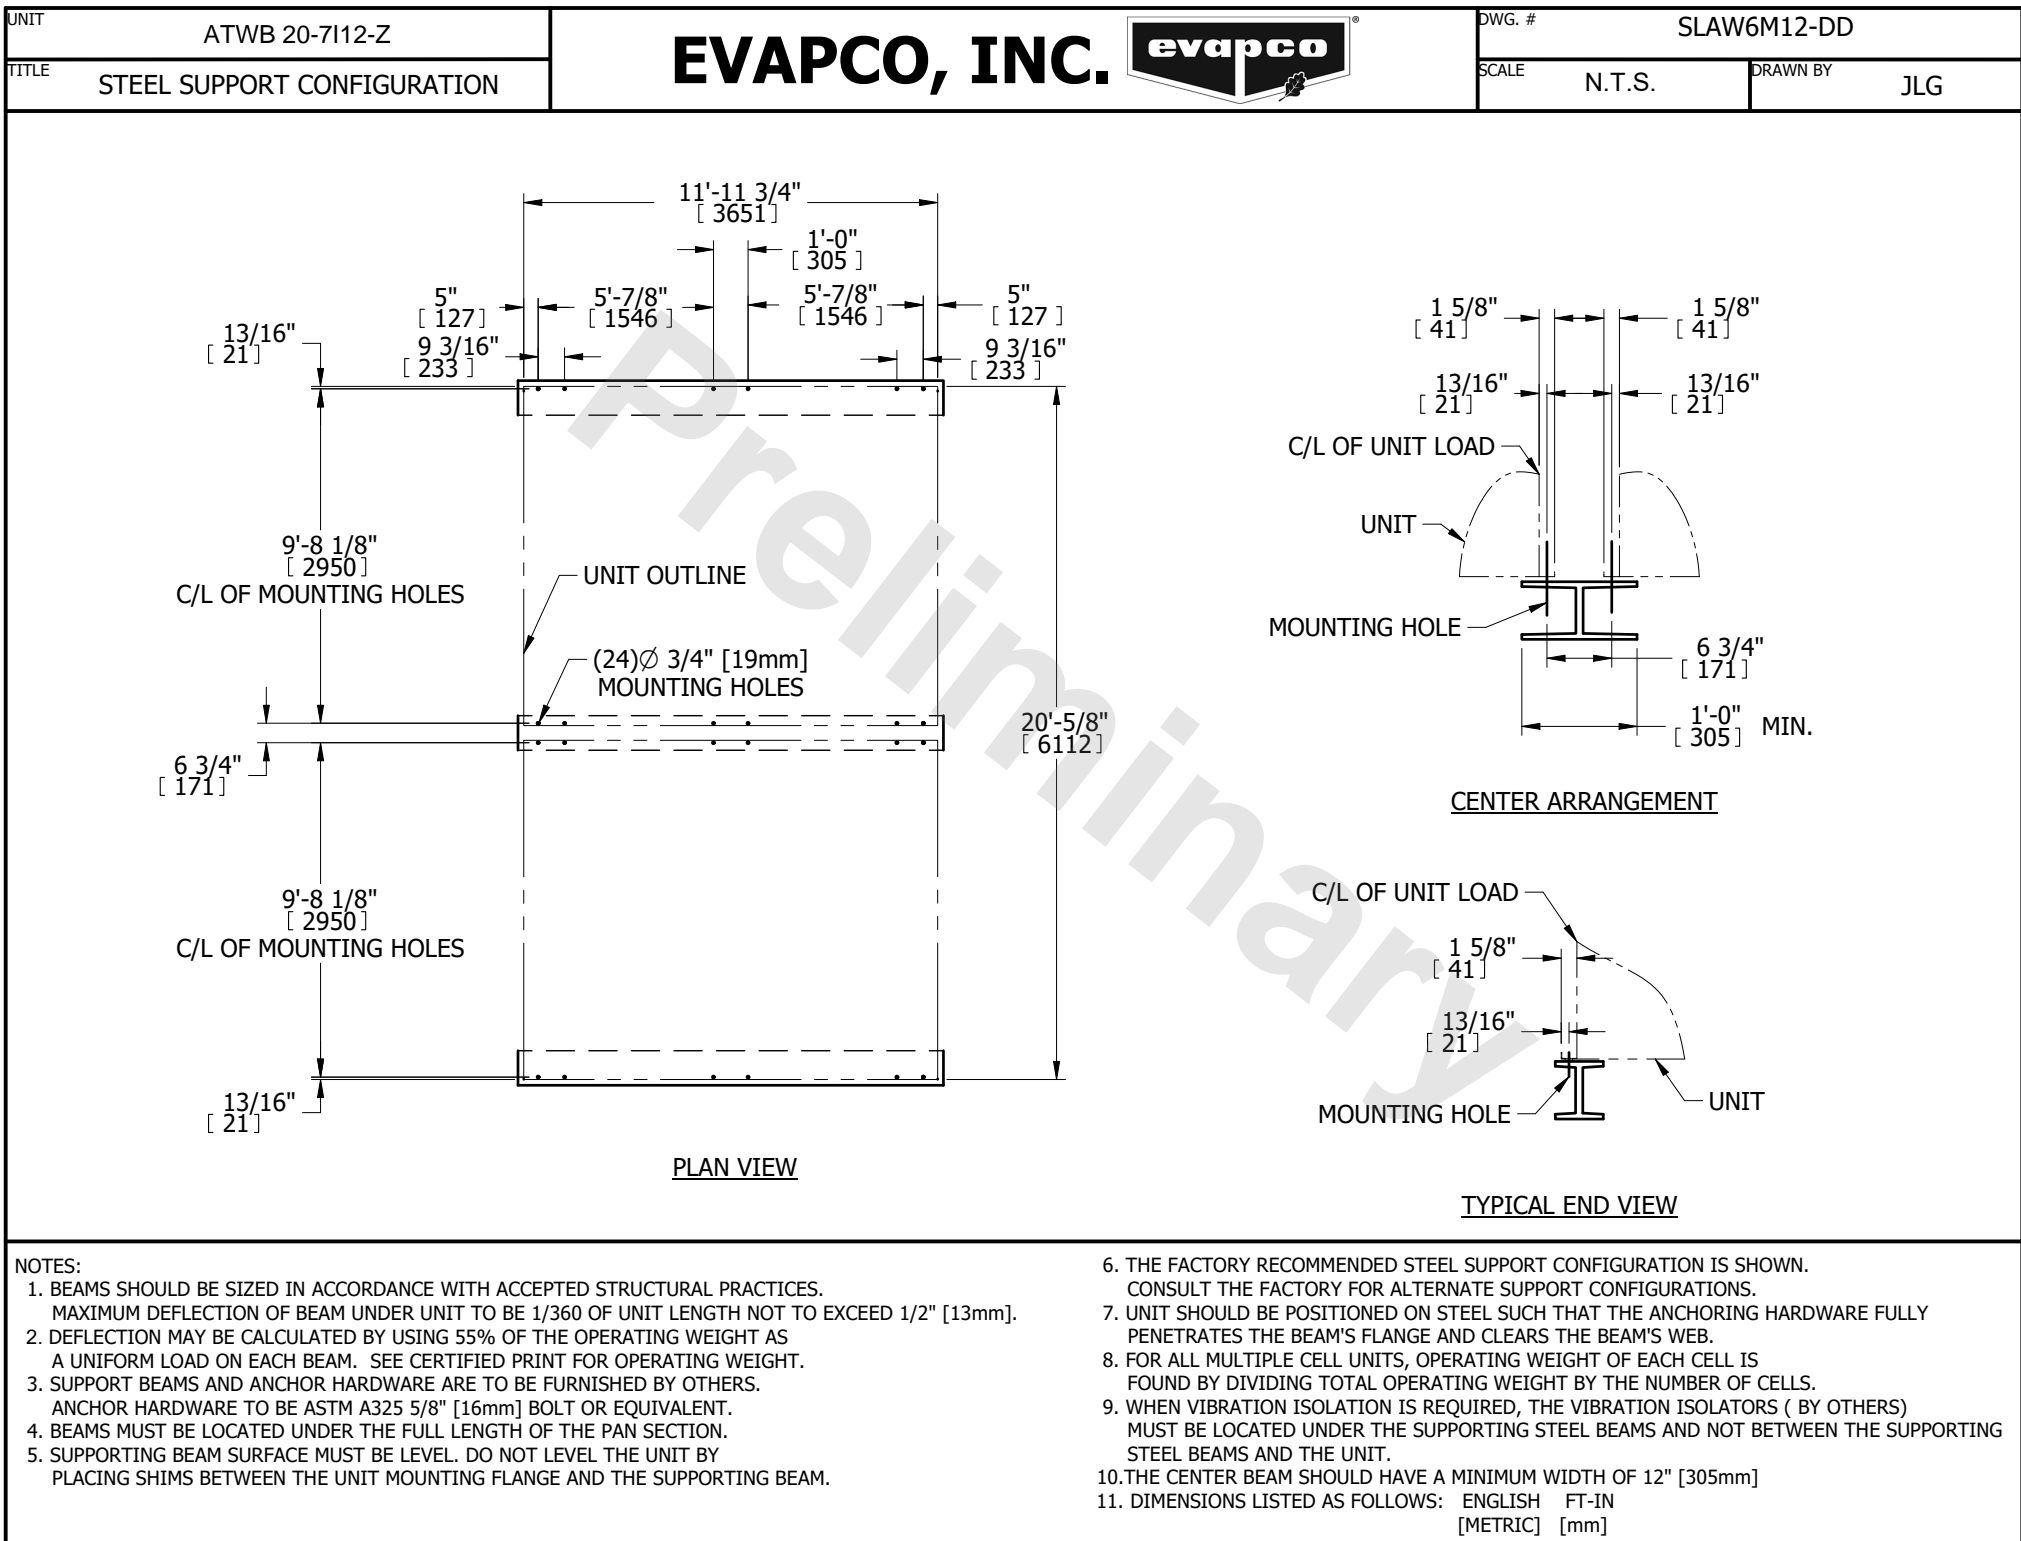 UNIT
ATWB 20-7I12-Z
TITLE
STEEL SUPPORT CONFIGURATION
EVAPCO, INC.
evapco
®
DWG. #
SLAW6M12-DD
SCALE
N.T.S.
DRAWN BY
JLG
11'-11 3/4"
[ 3651]
1'-0"
[ 305 ]
5"
[ 127]
5'-7/8"
[ 1546 ]
5'-7/8"
[ 1546 ]
5"
[ 127 ]
13/16"
[ 21]
9 3/16"
[ 233 ]
9 3/16"
[ 233 ]
9'-8 1/8"
[ 2950]
C/L OF MOUNTING HOLES
UNIT OUTLINE
(24)Ø 3/4" [19mm]
MOUNTING HOLES
20'-5/8"
[ 6112]
6 3/4"
[ 171]
9'-8 1/8"
[ 2950]
C/L OF MOUNTING HOLES
13/16"
[ 21]
PLAN VIEW
Preliminary
1 5/8"
[ 41]
1 5/8"
[ 41]
13/16"
[ 21]
13/16"
[ 21]
C/L OF UNIT LOAD
UNIT
MOUNTING HOLE
6 3/4"
[ 171]
1'-0"
[ 305] MIN.
CENTER ARRANGEMENT
C/L OF UNIT LOAD
1 5/8"
[ 41]
13/16"
[ 21]
MOUNTING HOLE
UNIT
TYPICAL END VIEW
NOTES:
1. BEAMS SHOULD BE SIZED IN ACCORDANCE WITH ACCEPTED STRUCTURAL PRACTICES.
MAXIMUM DEFLECTION OF BEAM UNDER UNIT TO BE 1/360 OF UNIT LENGTH NOT TO EXCEED 1/2" [13mm].
2. DEFLECTION MAY BE CALCULATED BY USING 55% OF THE OPERATING WEIGHT AS
A UNIFORM LOAD ON EACH BEAM. SEE CERTIFIED PRINT FOR OPERATING WEIGHT.
3. SUPPORT BEAMS AND ANCHOR HARDWARE ARE TO BE FURNISHED BY OTHERS.
ANCHOR HARDWARE TO BE ASTM A325 5/8" [16mm] BOLT OR EQUIVALENT.
4. BEAMS MUST BE LOCATED UNDER THE FULL LENGTH OF THE PAN SECTION.
5. SUPPORTING BEAM SURFACE MUST BE LEVEL. DO NOT LEVEL THE UNIT BY
PLACING SHIMS BETWEEN THE UNIT MOUNTING FLANGE AND THE SUPPORTING BEAM.
6. THE FACTORY RECOMMENDED STEEL SUPPORT CONFIGURATION IS SHOWN.
CONSULT THE FACTORY FOR ALTERNATE SUPPORT CONFIGURATIONS.
7. UNIT SHOULD BE POSITIONED ON STEEL SUCH THAT THE ANCHORING HARDWARE FULLY
PENETRATES THE BEAM'S FLANGE AND CLEARS THE BEAM'S WEB.
8. FOR ALL MULTIPLE CELL UNITS, OPERATING WEIGHT OF EACH CELL IS
FOUND BY DIVIDING TOTAL OPERATING WEIGHT BY THE NUMBER OF CELLS.
9. WHEN VIBRATION ISOLATION IS REQUIRED, THE VIBRATION ISOLATORS ( BY OTHERS)
MUST BE LOCATED UNDER THE SUPPORTING STEEL BEAMS AND NOT BETWEEN THE SUPPORTING
STEEL BEAMS AND THE UNIT.
10.THE CENTER BEAM SHOULD HAVE A MINIMUM WIDTH OF 12" [305mm]
11. DIMENSIONS LISTED AS FOLLOWS: ENGLISH FT-IN
[METRIC] [mm]